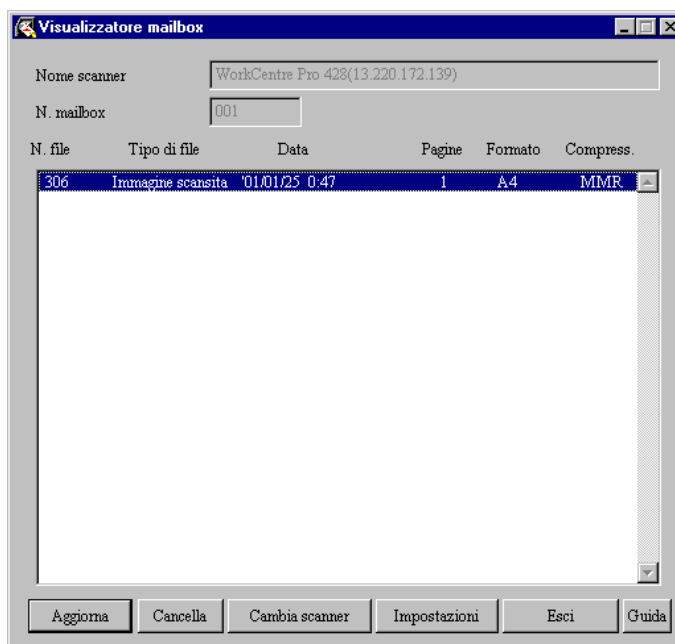 Visualizzatore mailbox
Nome scanner WorkCentre Pro 428(13.220.172.139)
N. mailbox 001
N. file Tipo di file Data Pagine Formato Compress.
306 Immagine scansita '01/01/25 0:47 1 A4 MMR
Aggiorna Cancella Cambia scanner Impostazioni Esci Guida